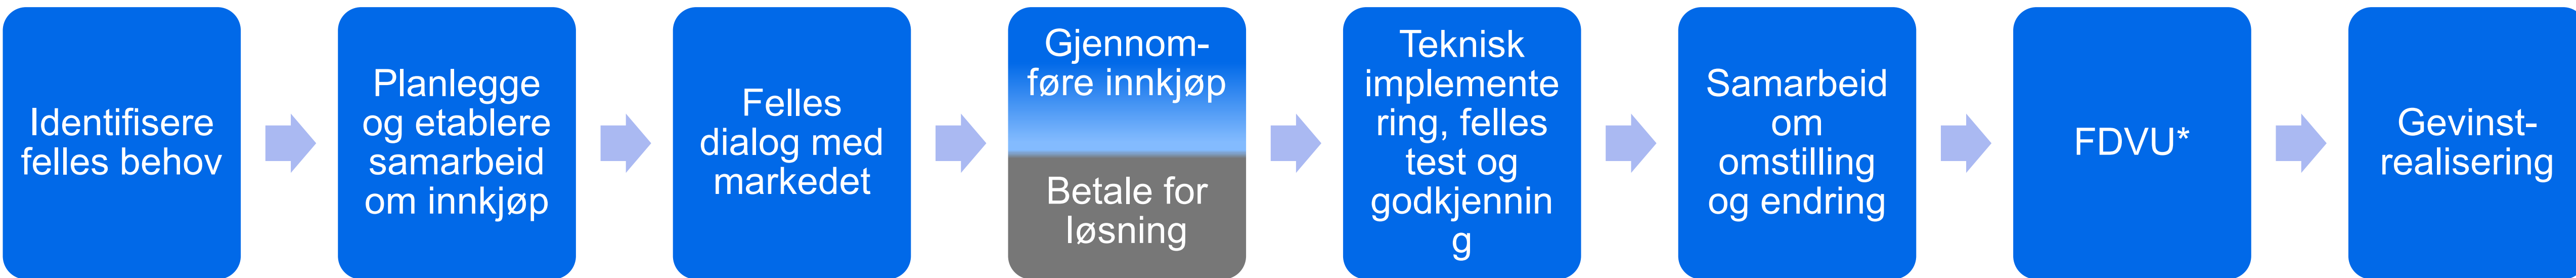 Identifisere
felles behov
Planlegge
og etablere
samarbeid
om innkjøp
Felles
dialog med
markedet
Gjennom-
føre innkjøp
Betale for
løsning
Teknisk
implemente
ring, felles
test og
godkjennin
g
Samarbeid
om
omstilling
og endring
FDVU*
Gevinst-
realisering